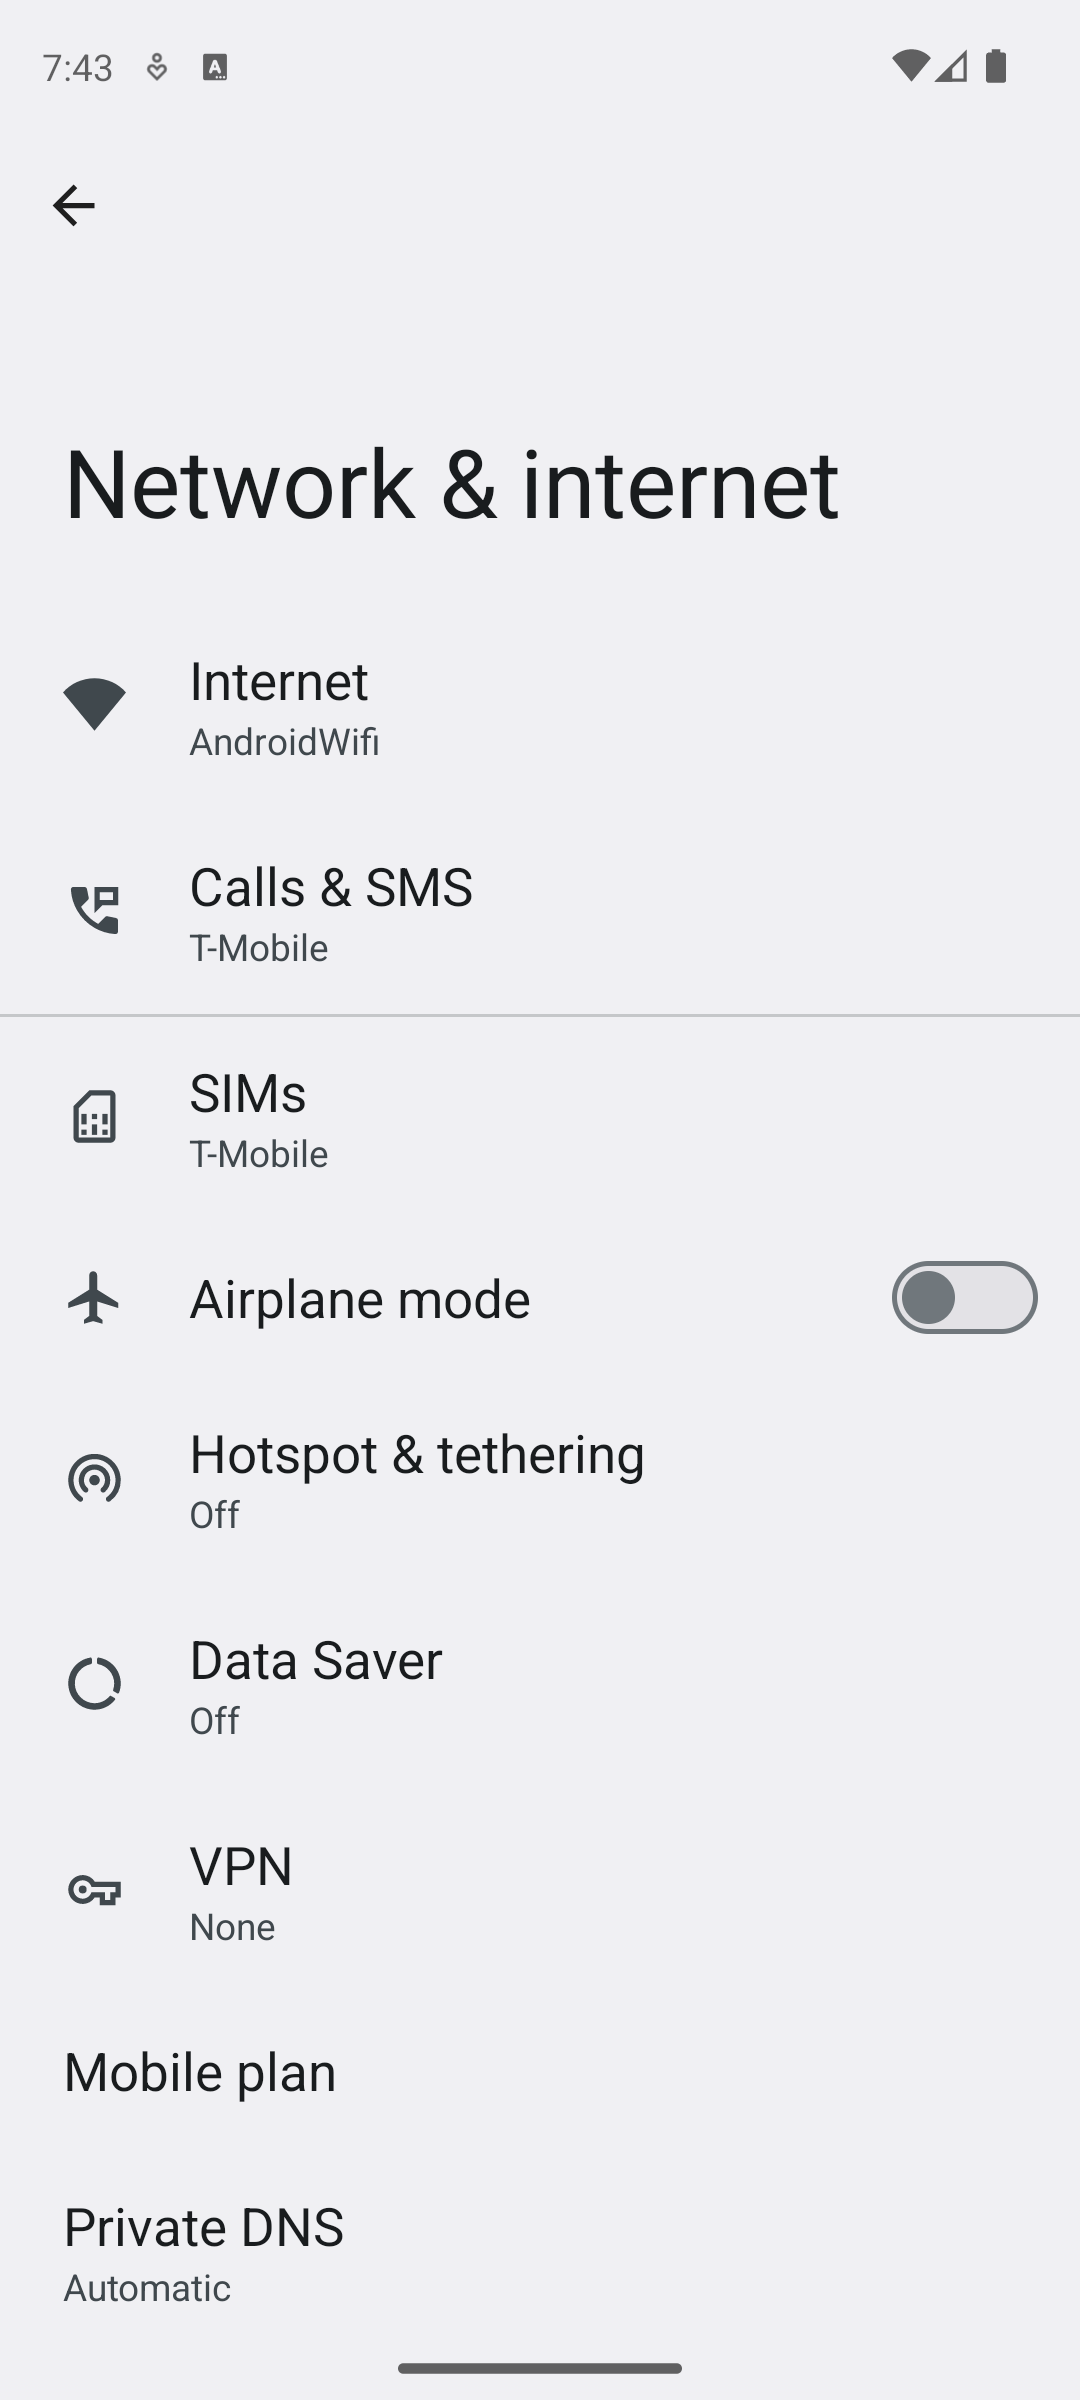 7:43
Network & internet
Internet
AndroidWifi
Calls & SMS
T-Mobile
SIMs
T-Mobile
Airplane mode
Hotspot & tethering
Off
Data Saver
Off
VPN
None
Mobile plan
Private DNS
Automatic